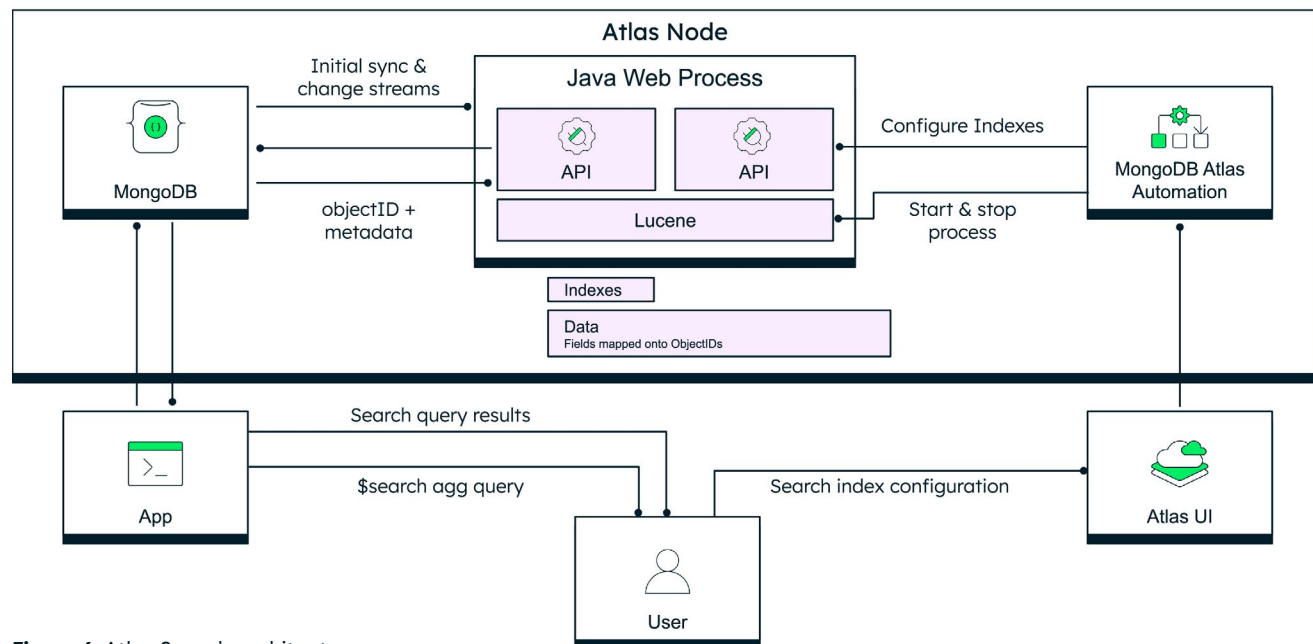 Atlas Node
Initial sync &
change streams
Java Web Process
API
API
Lucene
MongoDB
objectID +
metadata
Configure Indexes
Start & stop
process
MongoDB Atlas
Automation
Indexes
Data
Fields mapped onto ObjectIDs
Search query results
$search agg query
App
Search index configuration
Atlas UI
User